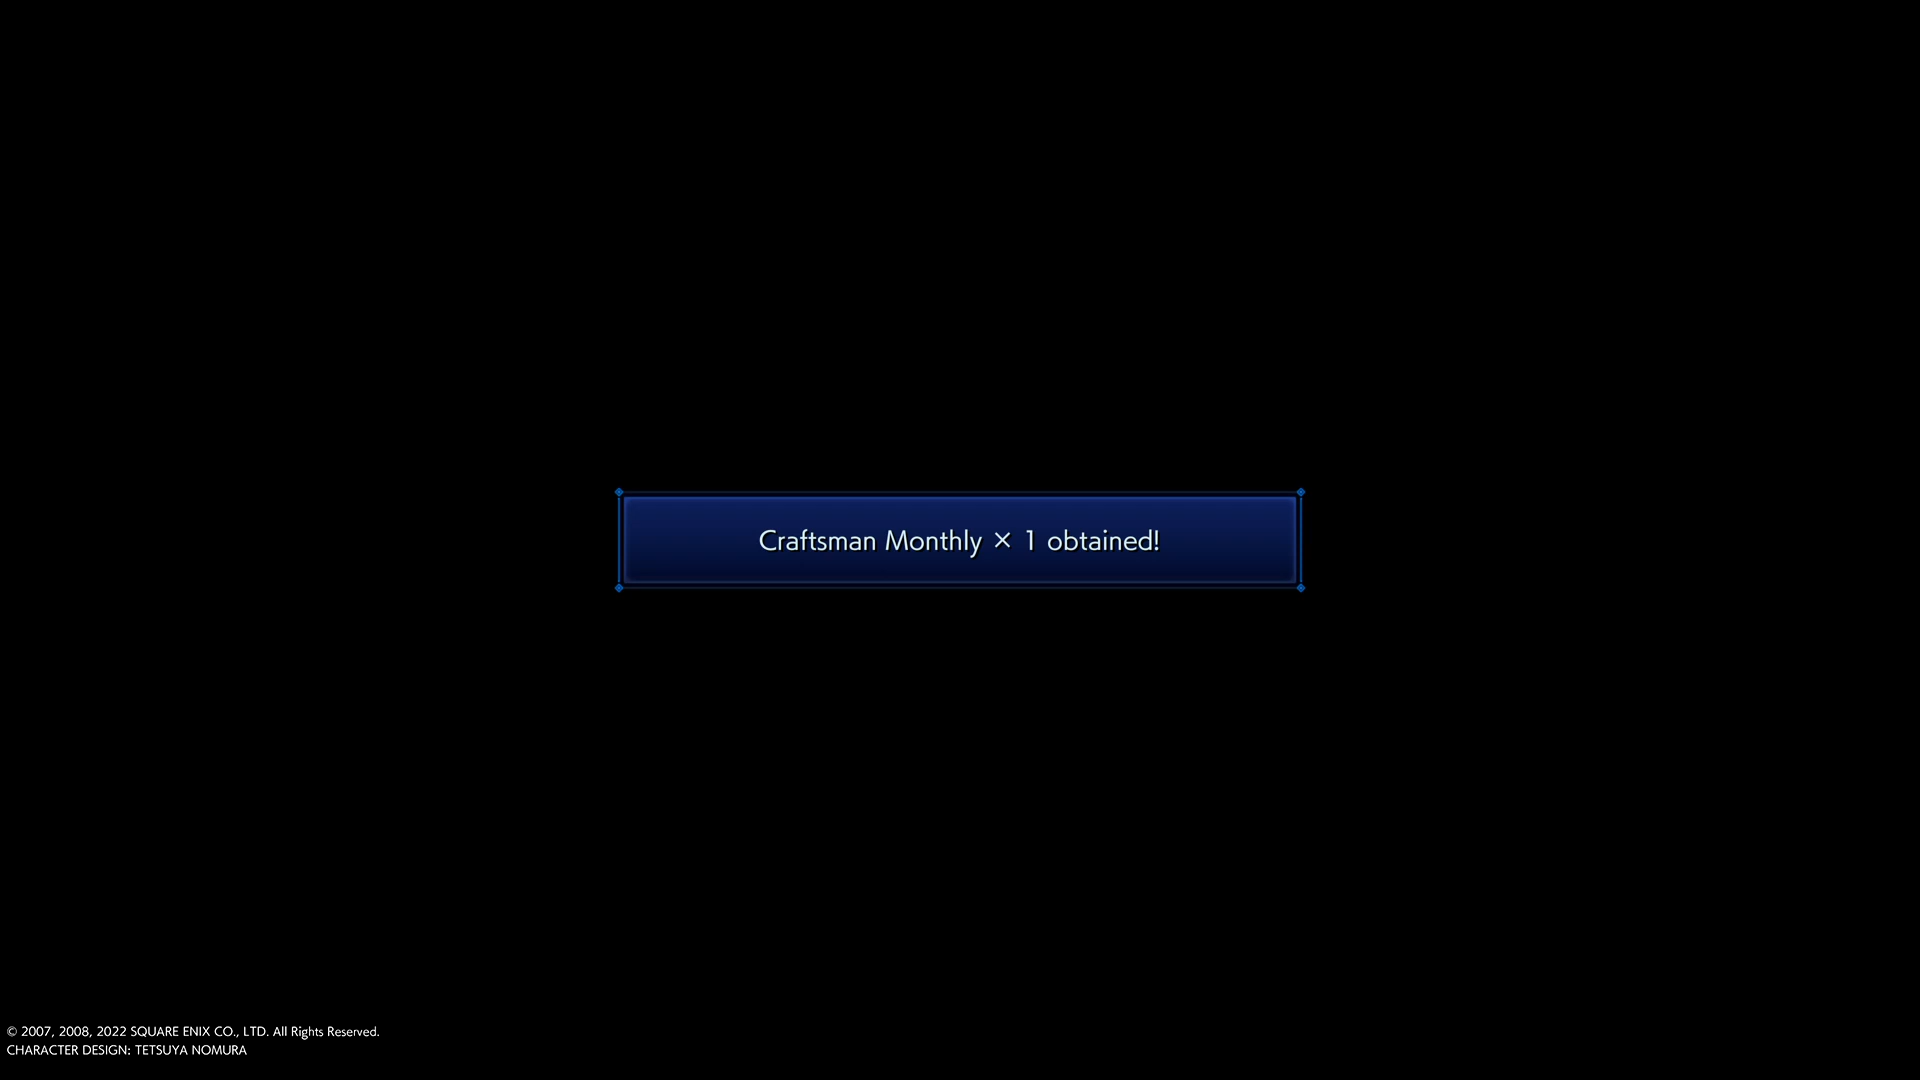 Craftsman Monthly × 1 obtained!
© 2007, 2008, 2022 SQUARE ENIX CO., LTD. All Rights Reserved.
CHARACTER DESIGN: TETSUYA NOMURA